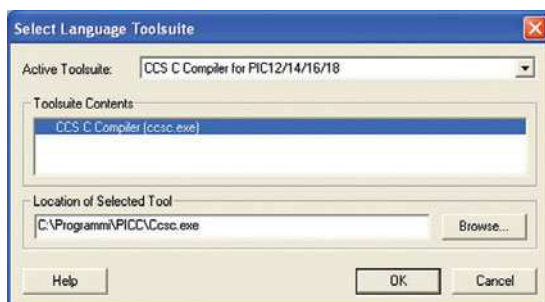 Select Language Toolsuite
Active Toolsuite: CCS C Compiler for PIC12/14/16/18
Toolsuite Contents
CCS C Compiler (ccsc.exe)
Location of Selected Tool
C:\Programmi\PICC\Ccsc.exe Browse...
Help OK Cancel